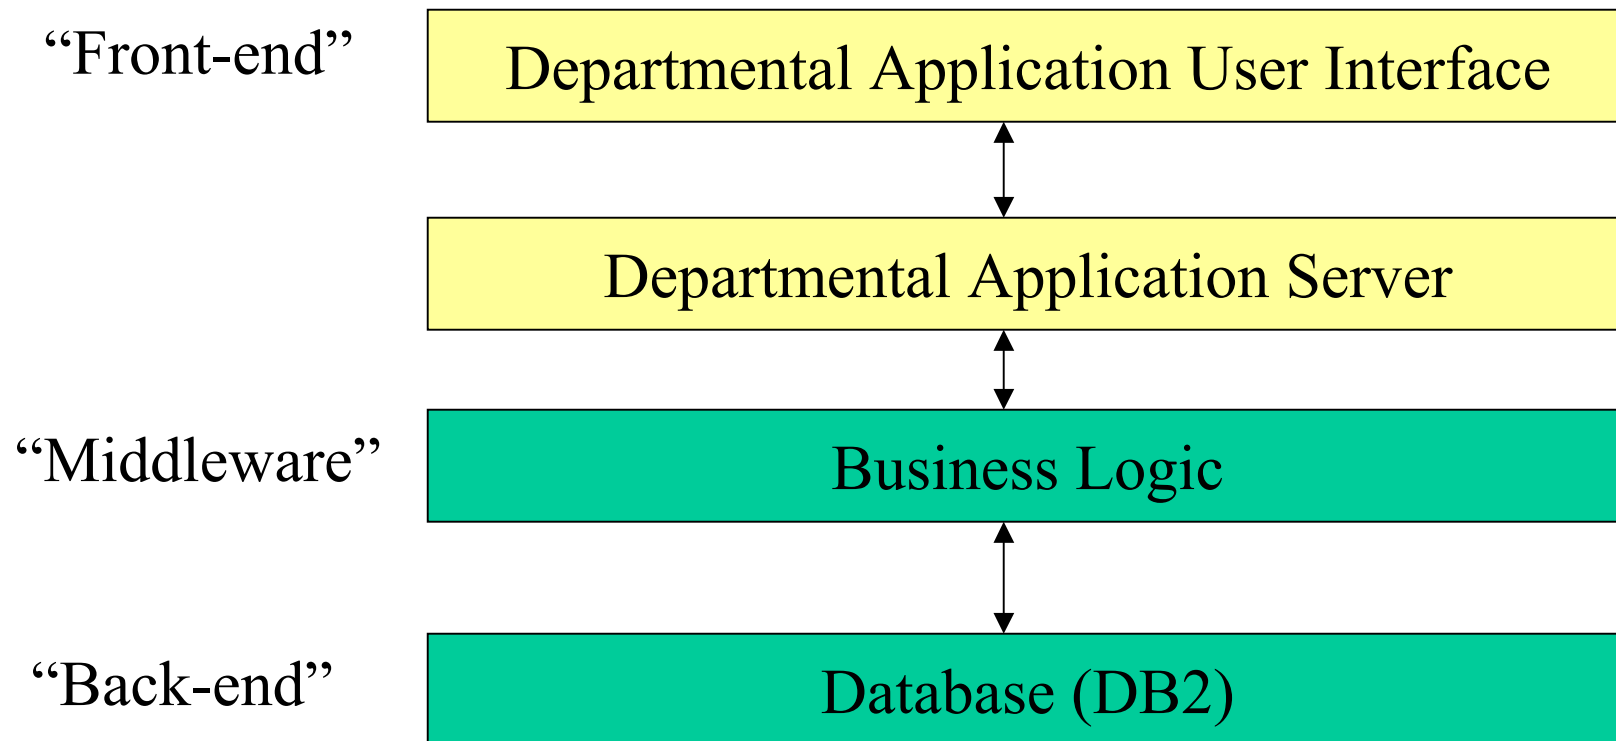 “Front-end”
Departmental Application User Interface
Departmental Application Server
“Middleware”
Business Logic
“Back-end”
Database (DB2)